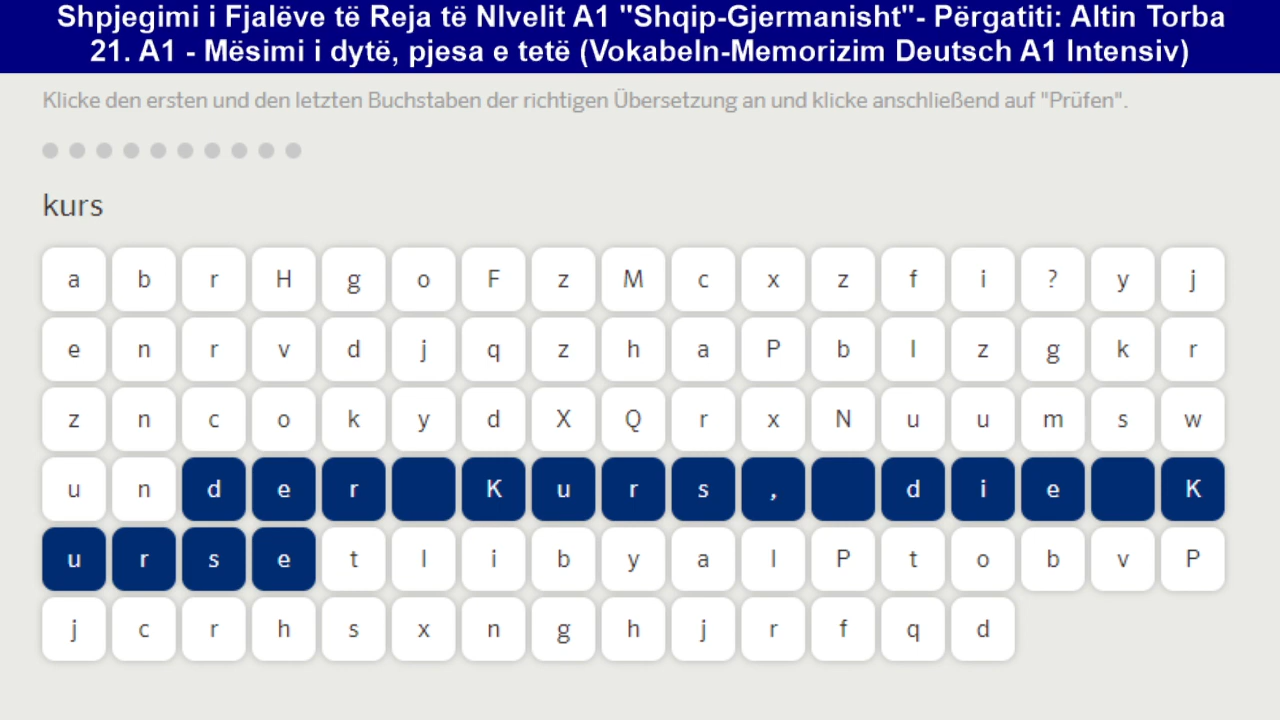 Shpjegimi i Fjalëve të Reja të NIvelit A1 "Shqip-Gjermanisht"- Përgatiti: Altin Torba
21. A1 - Mësimi i dytë, pjesa e tetë (Vokabeln-Memorizim Deutsch A1 Intensiv)
Klicke den ersten und den letzten Buchstaben der richtigen Übersetzung an und klicke anschließend auf "Prüfen".
kurs
a b r H g o F z M c x z f i ? y j
e n r v d j q z h a P b l z g k r
z n c o k y d X Q r x N u u m s w
u n d e r   K u r s ,   d i e   K
u r s e t l i b y a l P t o b v P
j c r h s x n g h j r f q d